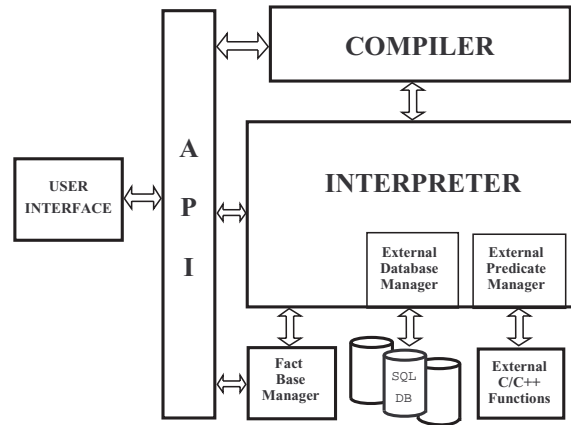 COMPILER
A
P
I
USER
INTERFACE
INTERPRETER
External
Database
Manager
External
Predicate
Manager
Fact
Base
Manager
SQL
DB
External
C/C++
Functions